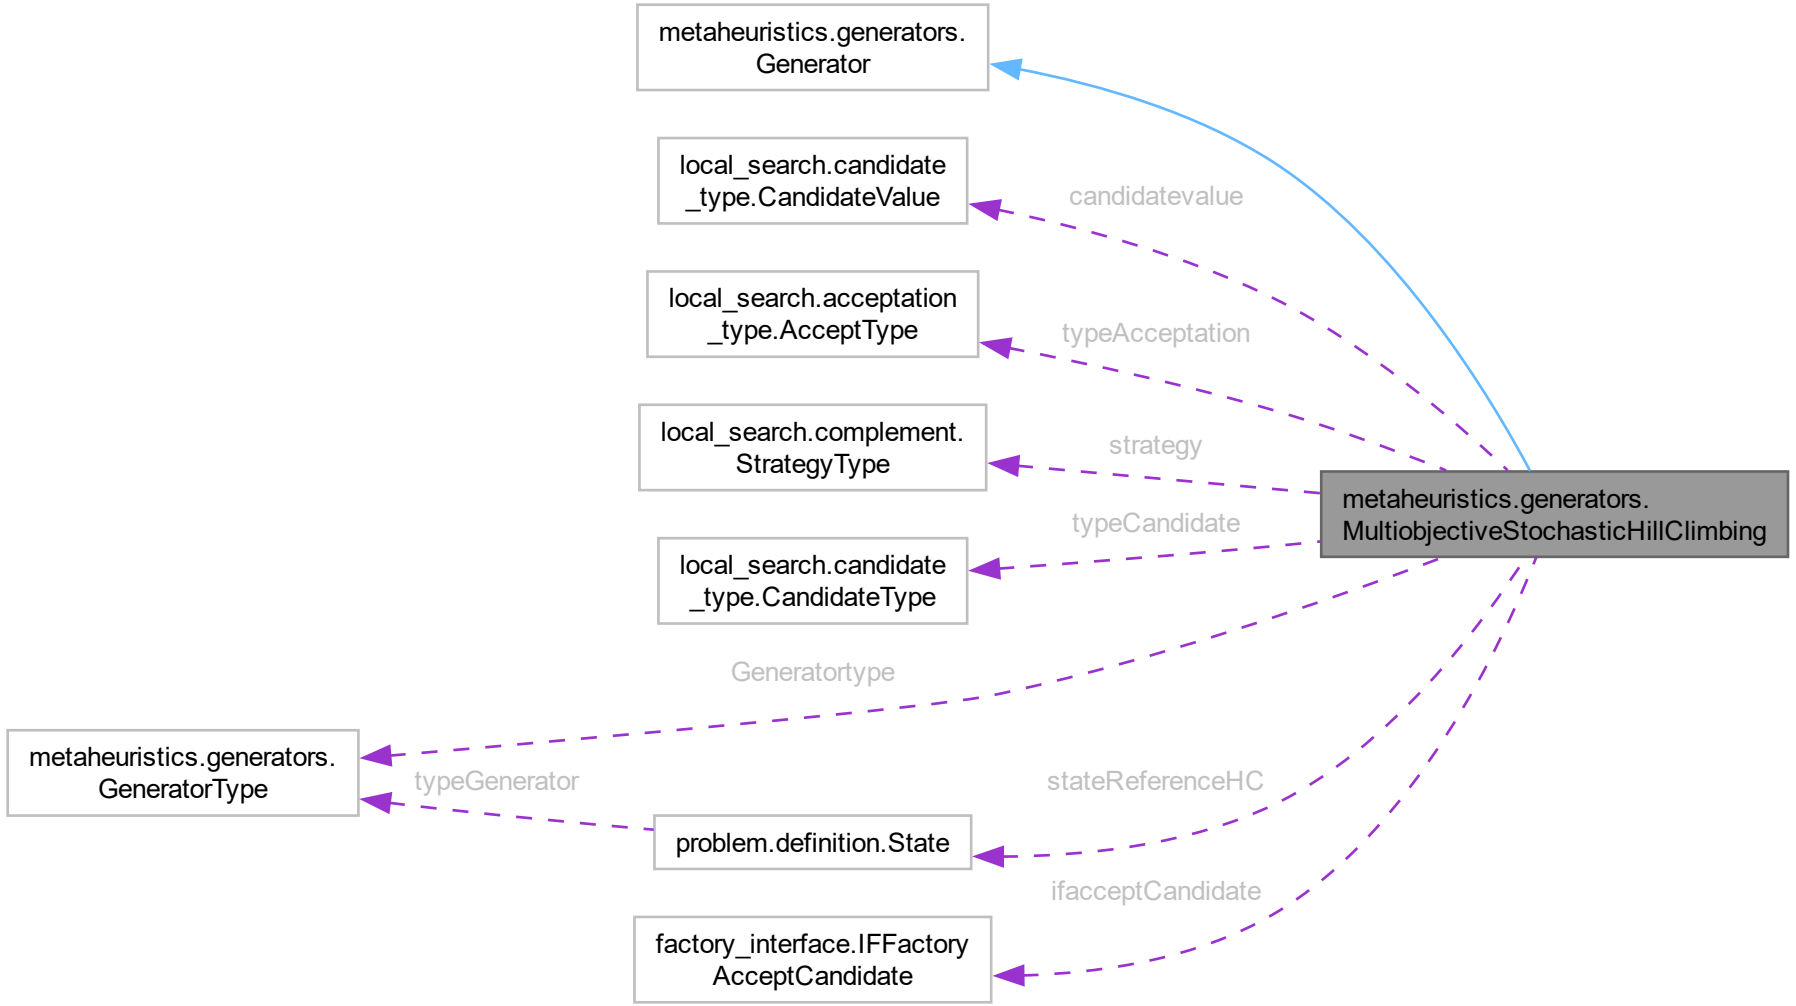 metaheuristics.generators.
Generator
local_search.candidate
_type.CandidateValue
candidatevalue
local_search.acceptation
_type.AcceptType
typeAcceptation
local_search.complement.
StrategyType
strategy
metaheuristics.generators.
MultiobjectiveStochasticHillClimbing
typeCandidate
local_search.candidate
_type.CandidateType
Generatortype
metaheuristics.generators.
GeneratorType
typeGenerator
stateReferenceHC
problem.definition.State
ifacceptCandidate
factory_interface.IFFactory
AcceptCandidate